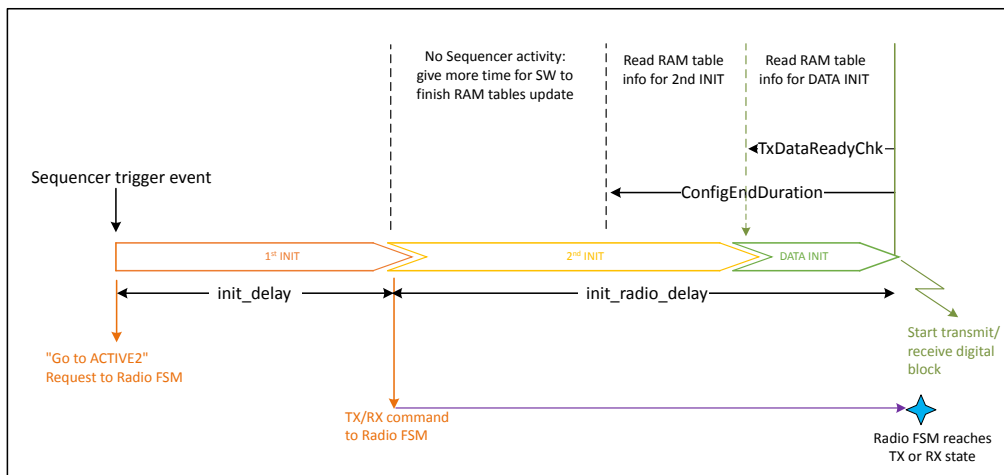 No Sequencer activity:
give more time for SW to
finish RAM tables update
Read RAM table
info for 2nd INIT
Read RAM table
info for DATA INIT
TxDataReadyChk
Sequencer trigger event
ConfigEndDuration
1st INIT
2nd INIT
DATA INIT
init_delay
init_radio_delay
"Go to ACTIVE2"
Request to Radio FSM
Start transmit/
receive digital
block
TX/RX command
to Radio FSM
Radio FSM reaches
TX or RX state